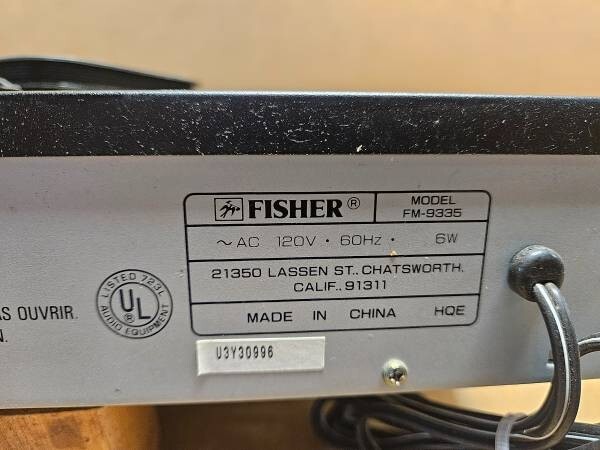 FISHER®
MODEL
FM-9335
~ AC 120V · 60Hz · 6W
21350 LASSEN ST., CHATSWORTH,
CALIF., 91311
MADE IN CHINA HQE
LISTED 723L
UL®
AUDIO EQUIPMENT
S OUVRIR.
N.
U3Y30996